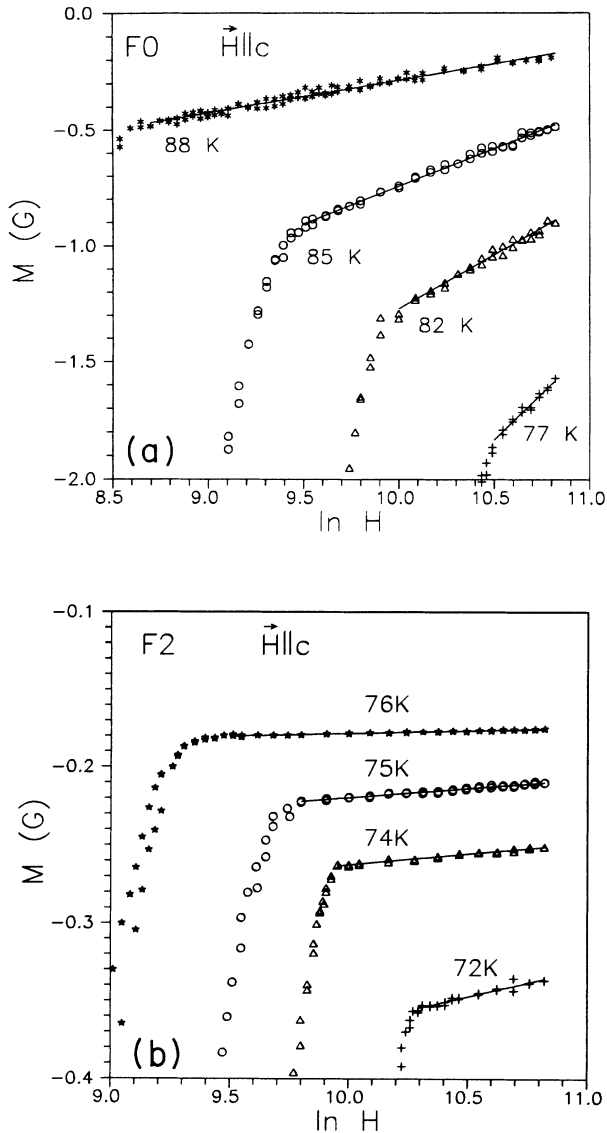 0.0
F0
H||c
88 K
-0.5
85 K
M (G)
-1.0
82 K
-1.5
77 K
(a)
-2.0
8.5 9.0 9.5 10.0 10.5 11.0
ln H
-0.1
F2
H||c
76K
-0.2
75K
M (G)
74K
-0.3
72K
(b)
-0.4
9.0 9.5 10.0 10.5 11.0
ln H